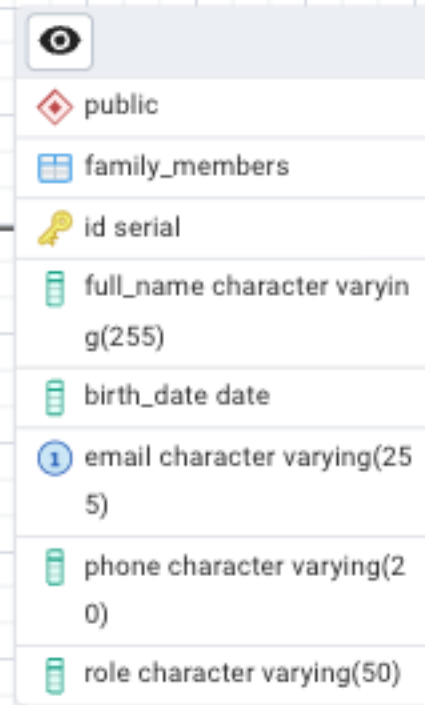 public
family_members
id serial
full_name character varyin
g(255)
birth_date date
1
email character varying(25
5)
phone character varying(2
0)
role character varying(50)